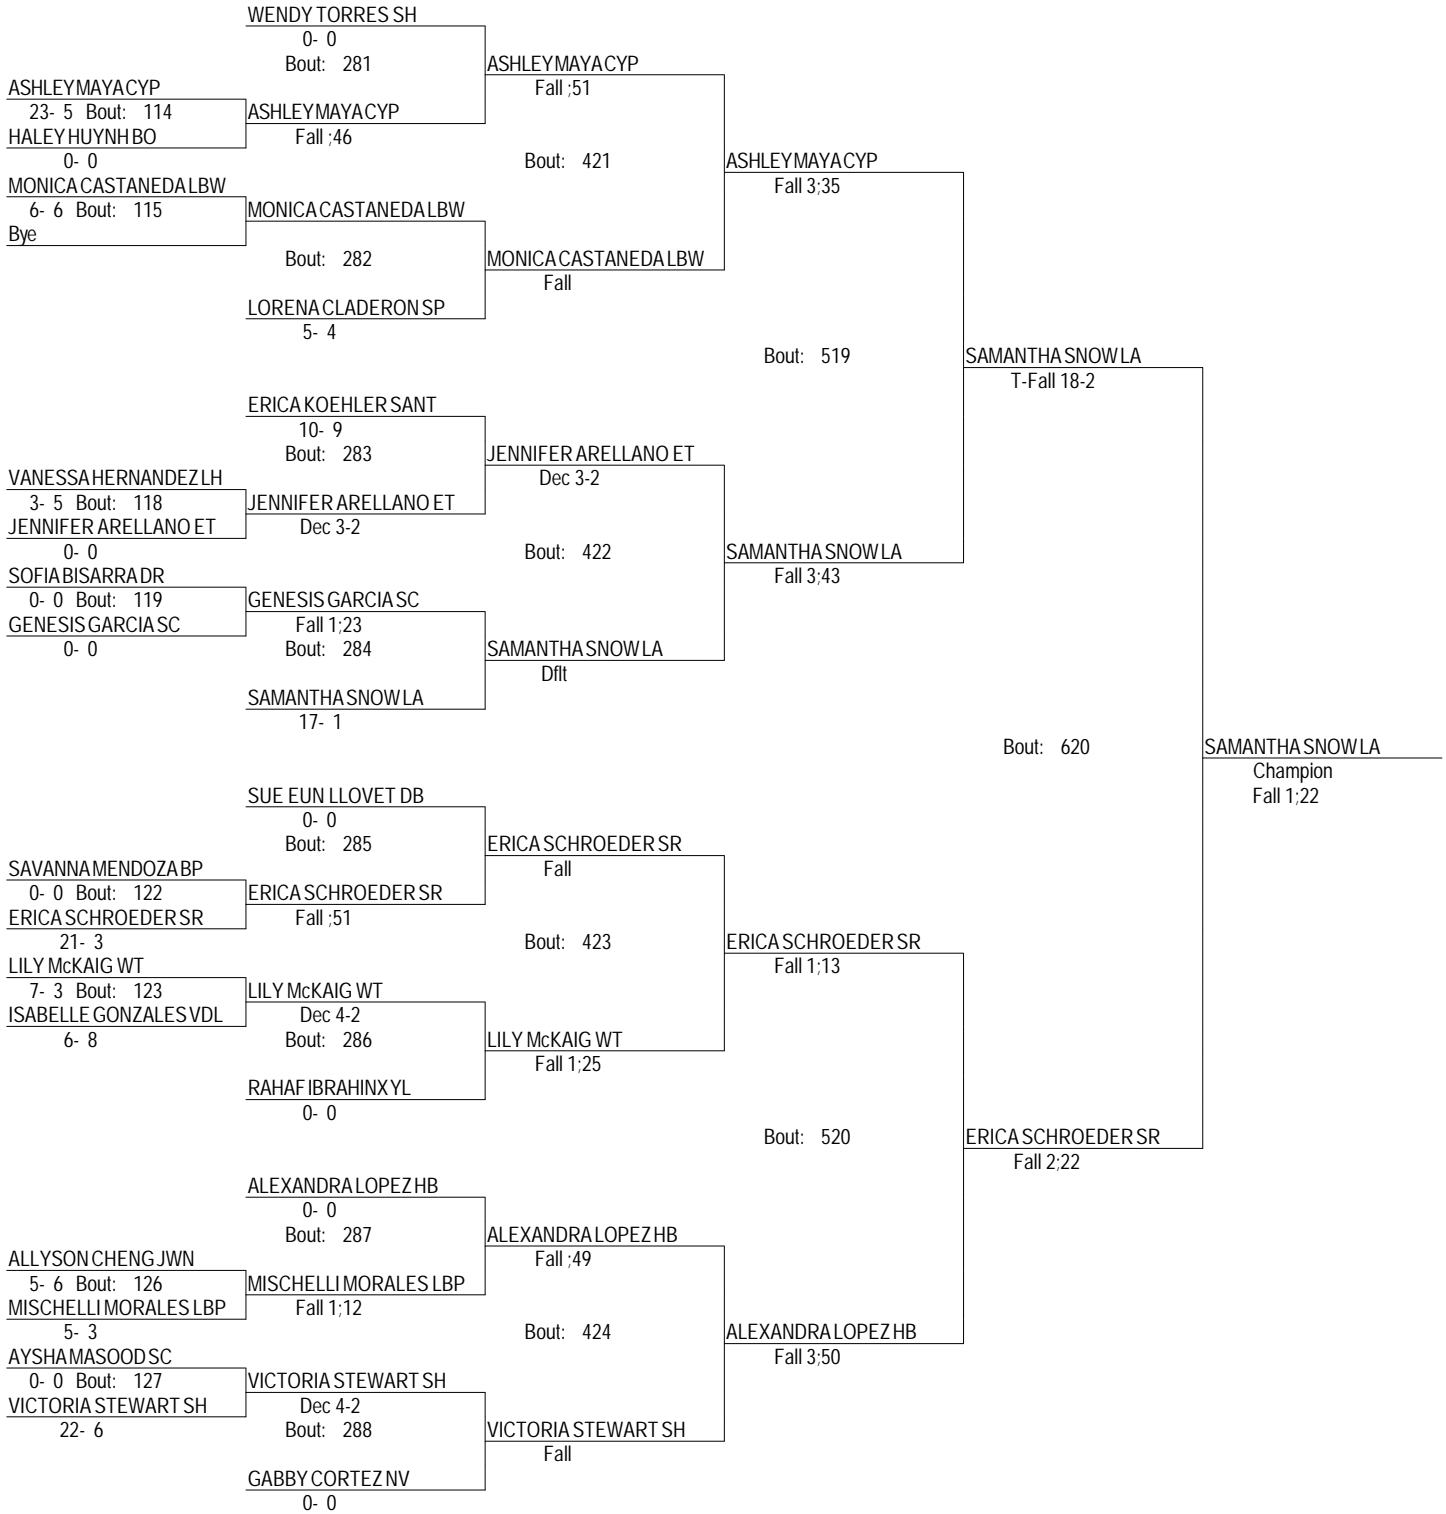 WENDY TORRES SH
0- 0
Bout: 281
ASHLEY MAYA CYP
Fall ;51
ASHLEY MAYA CYP
23- 5 Bout: 114
ASHLEY MAYA CYP
HALEY HUYNH BO
Fall ;46
0- 0
Bout: 421
ASHLEY MAYA CYP
Fall 3;35
MONICA CASTANEDA LBW
6- 6 Bout: 115
MONICA CASTANEDA LBW
Bye
Bout: 282
MONICA CASTANEDA LBW
Fall
LORENA CLADERON SP
5- 4
Bout: 519
SAMANTHA SNOW LA
T-Fall 18-2
ERICA KOEHLER SANT
10- 9
Bout: 283
JENNIFER ARELLANO ET
Dec 3-2
VANESSA HERNANDEZ LH
3- 5 Bout: 118
JENNIFER ARELLANO ET
JENNIFER ARELLANO ET
Dec 3-2
0- 0
Bout: 422
SAMANTHA SNOW LA
Fall 3;43
SOFIA BISARRA DR
0- 0 Bout: 119
GENESIS GARCIA SC
GENESIS GARCIA SC
Fall 1;23
0- 0
Bout: 284
SAMANTHA SNOW LA
Dflt
SAMANTHA SNOW LA
17- 1
Bout: 620
SAMANTHA SNOW LA
Champion
Fall 1;22
SUE EUN LLOVET DB
0- 0
Bout: 285
ERICA SCHROEDER SR
Fall
SAVANNA MENDOZA BP
0- 0 Bout: 122
ERICA SCHROEDER SR
ERICA SCHROEDER SR
Fall ;51
21- 3
Bout: 423
ERICA SCHROEDER SR
Fall 1;13
LILY McKAIG WT
7- 3 Bout: 123
LILY McKAIG WT
ISABELLE GONZALES VDL
Dec 4-2
6- 8
Bout: 286
LILY McKAIG WT
Fall 1;25
RAHAF IBRAHINX YL
0- 0
Bout: 520
ERICA SCHROEDER SR
Fall 2;22
ALEXANDRA LOPEZ HB
0- 0
Bout: 287
ALEXANDRA LOPEZ HB
Fall ;49
ALLYSON CHENG JWN
5- 6 Bout: 126
MISCHELLI MORALES LBP
MISCHELLI MORALES LBP
Fall 1;12
5- 3
Bout: 424
ALEXANDRA LOPEZ HB
Fall 3;50
AYSHA MASOOD SC
0- 0 Bout: 127
VICTORIA STEWART SH
VICTORIA STEWART SH
Dec 4-2
22- 6
Bout: 288
VICTORIA STEWART SH
Fall
GABBY CORTEZ NV
0- 0